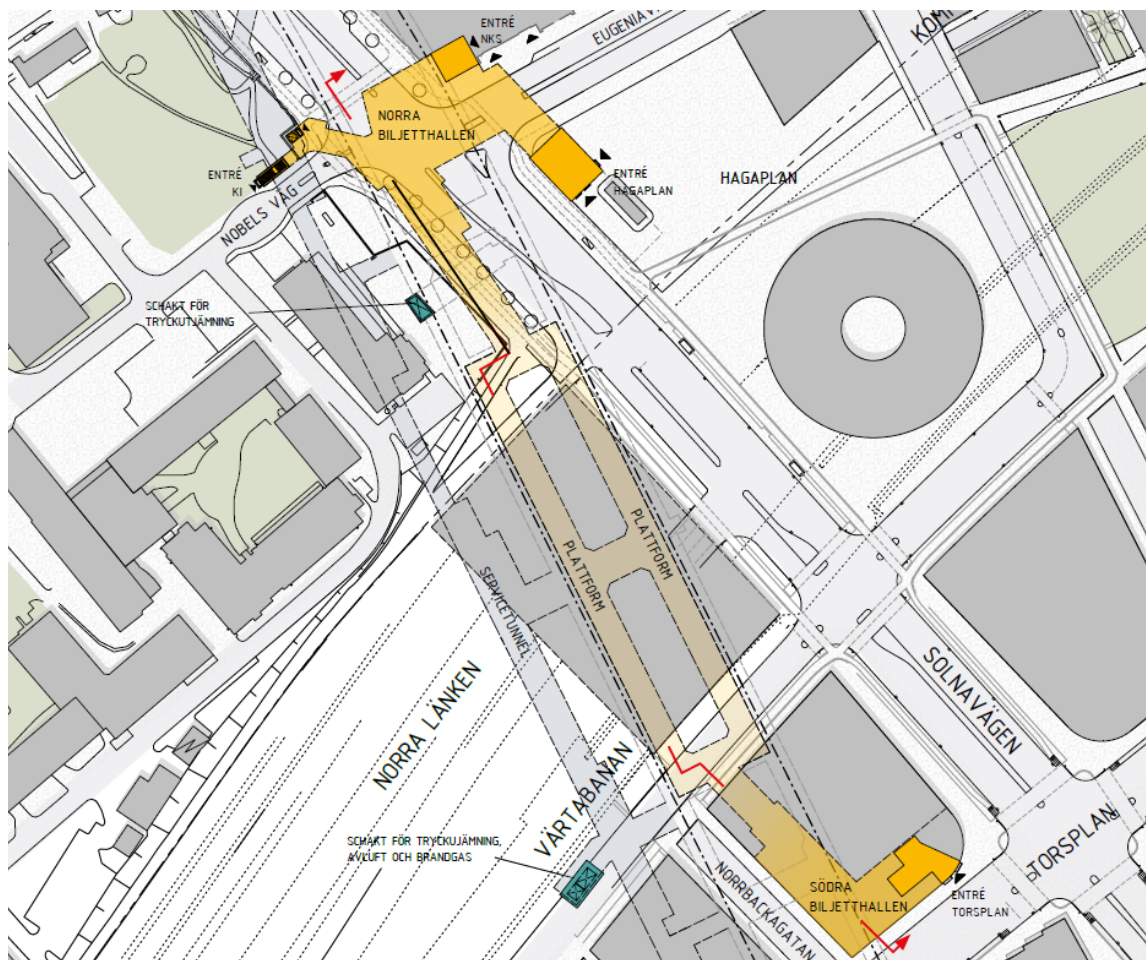 ENTRÉ
NKS
EUGENIAV
KOM
NORRA
BILJETTHALLEN
ENTRÉ
KI
NOBELS VÄG
ENTRÉ
HAGAPLAN
HAGAPLAN
SCHAKT FÖR
TRYCKUTJÄMNING
PLATTFORM
PLATTFORM
SERVICETUNNEL
NORRA LÄNKEN
VÄRTABANAN
SOLNAVÄGEN
TORSPLAN
SCHAKT FÖR TRYCKUJÄMNING,
AVLUFT OCH BRANDGAS
NORRBACKAGATAN
SÖDRA
BILJETTHALLEN
ENTRÉ
TORSPLAN